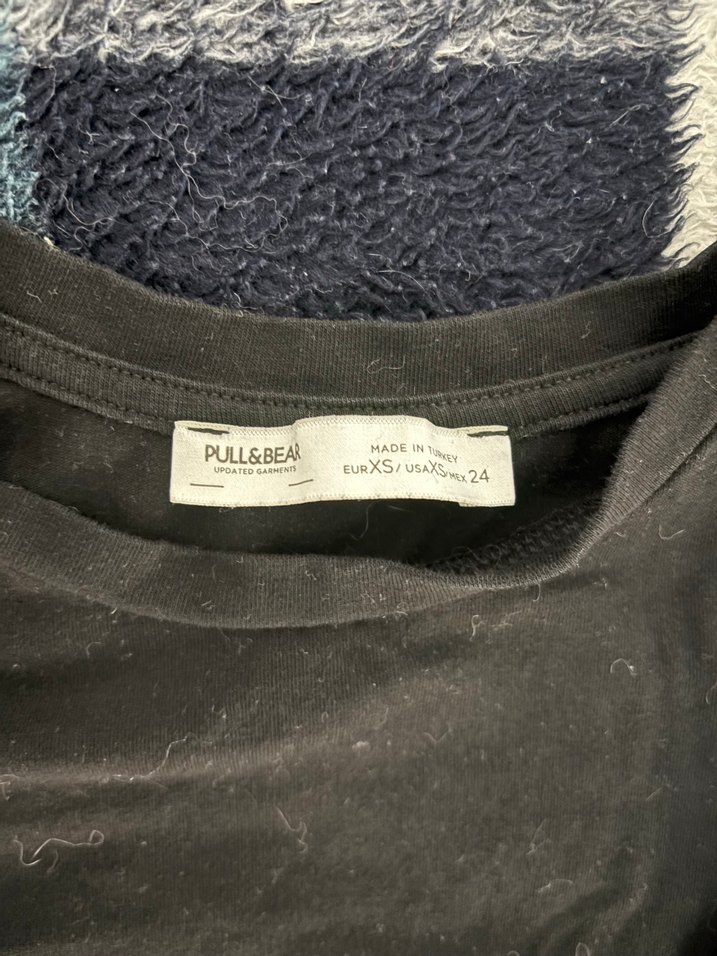 PULL&BEAR
UPDATED GARMENTS
MADE IN TURKEY
EUR XS / USA XS / MEX 24